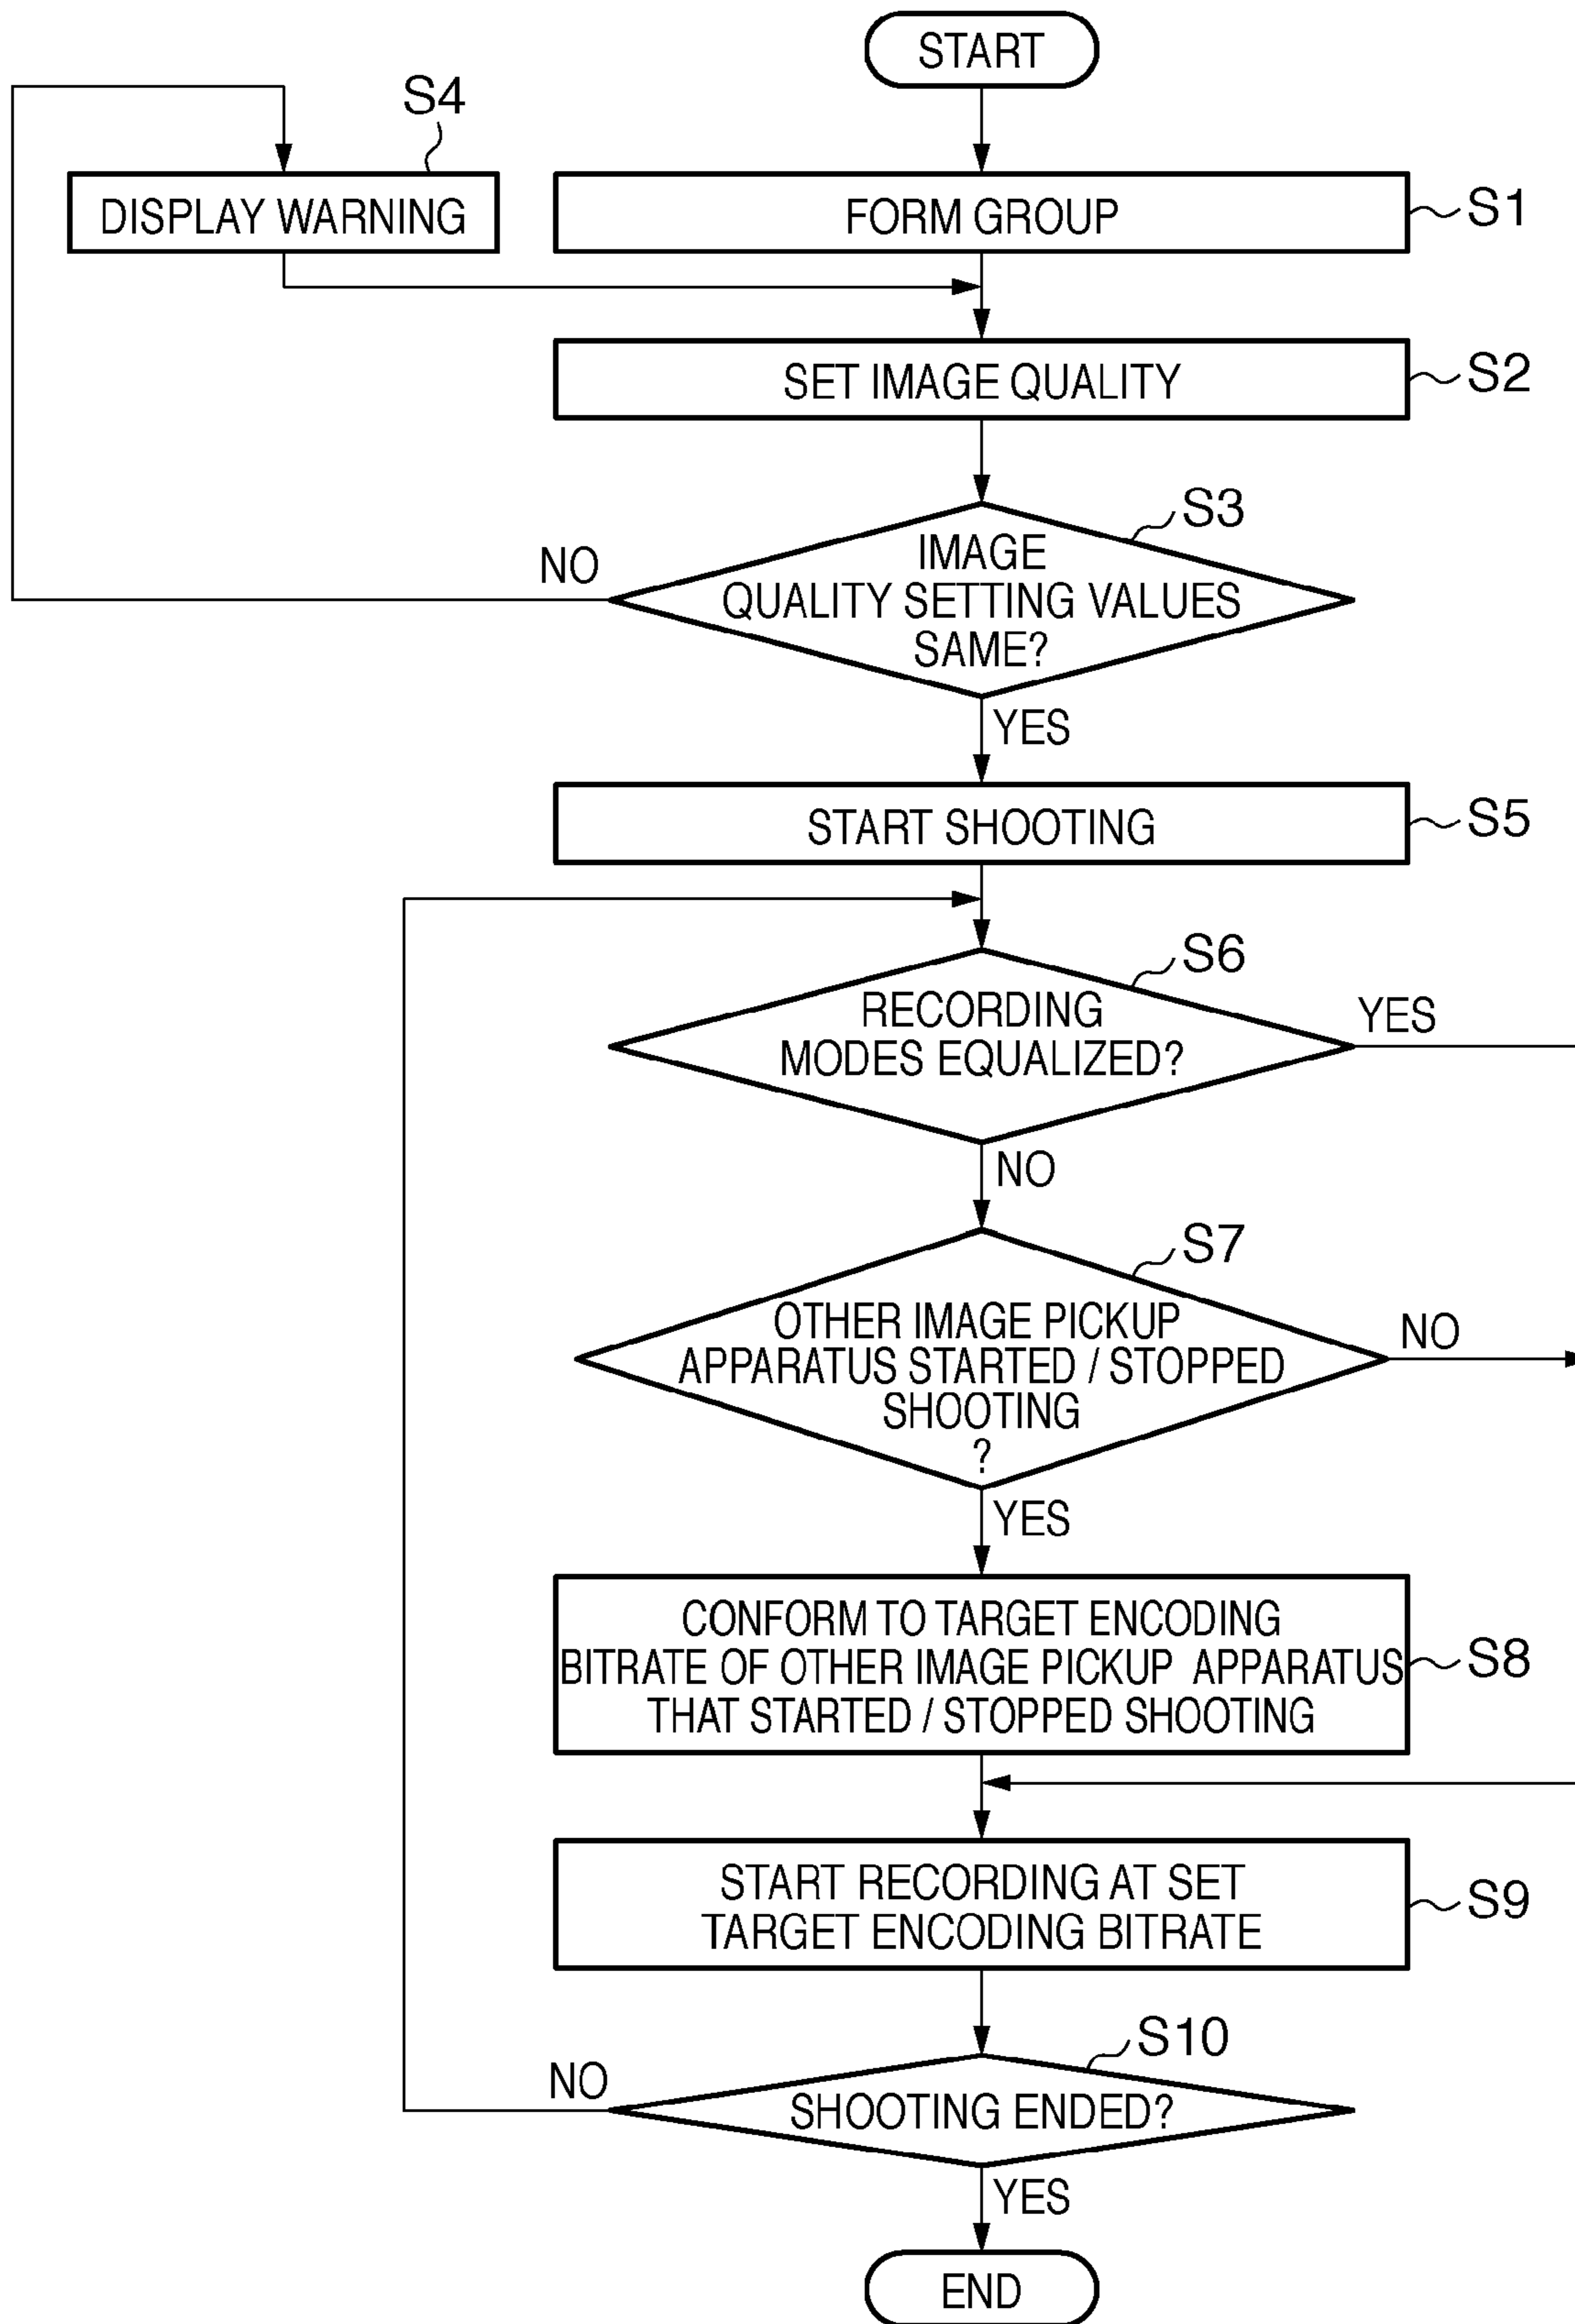 START
S4
DISPLAY WARNING
FORM GROUP
S1
SET IMAGE QUALITY
S2
S3
NO
IMAGE
QUALITY SETTING VALUES
SAME?
YES
START SHOOTING
S5
S6
RECORDING
MODES EQUALIZED?
YES
NO
S7
OTHER IMAGE PICKUP
APPARATUS STARTED / STOPPED
SHOOTING
?
NO
YES
CONFORM TO TARGET ENCODING
BITRATE OF OTHER IMAGE PICKUP APPARATUS
THAT STARTED / STOPPED SHOOTING
S8
START RECORDING AT SET
TARGET ENCODING BITRATE
S9
S10
NO
SHOOTING ENDED?
YES
END